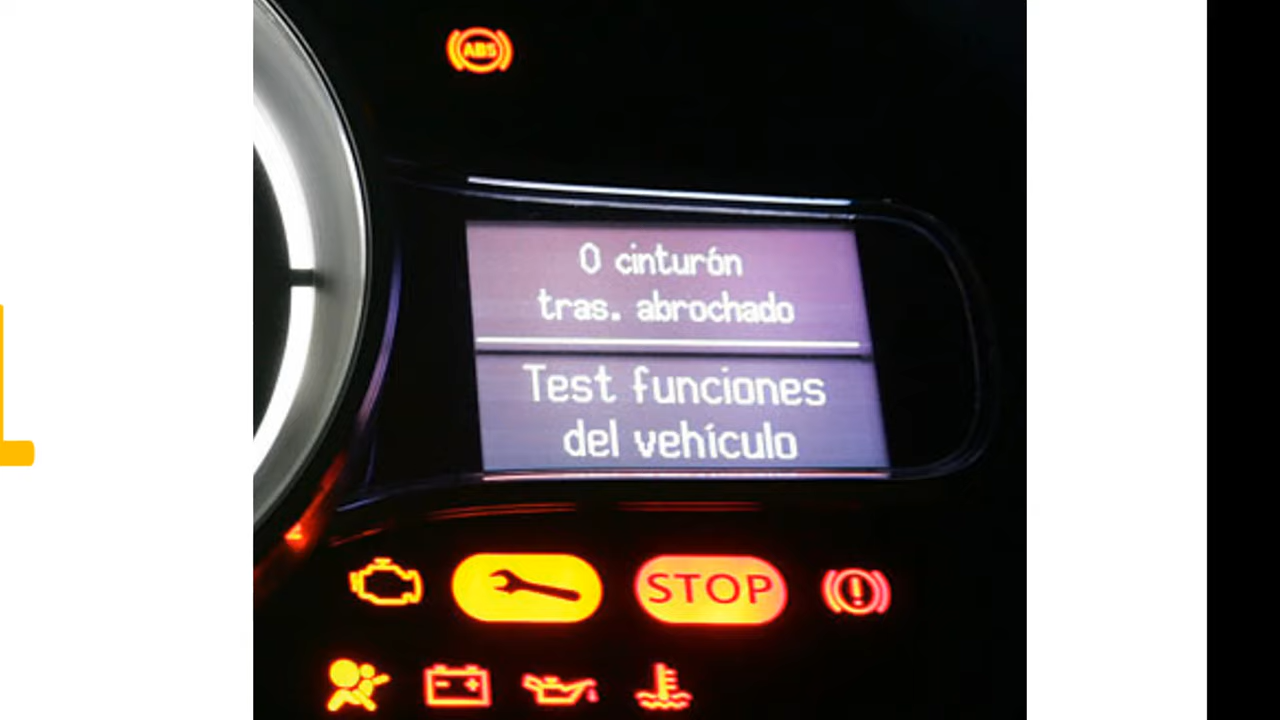 ABS
0 cinturón
tras. abrochado
Test funciones
del vehículo
STOP